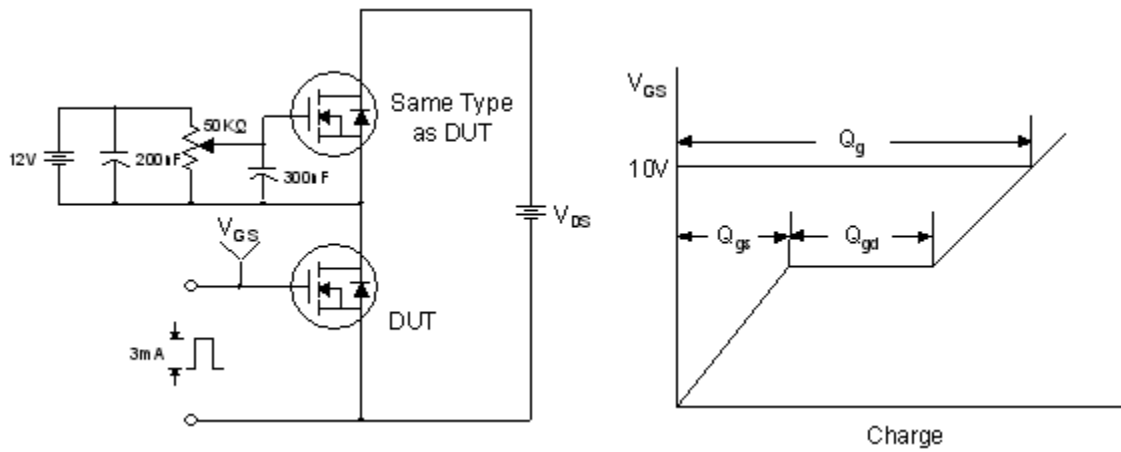 12V
200nF
50KΩ
300nF
Same Type
as DUT
VGS
DUT
3mA
VDS
VGS
10V
Qg
Qgs
Qgd
Charge